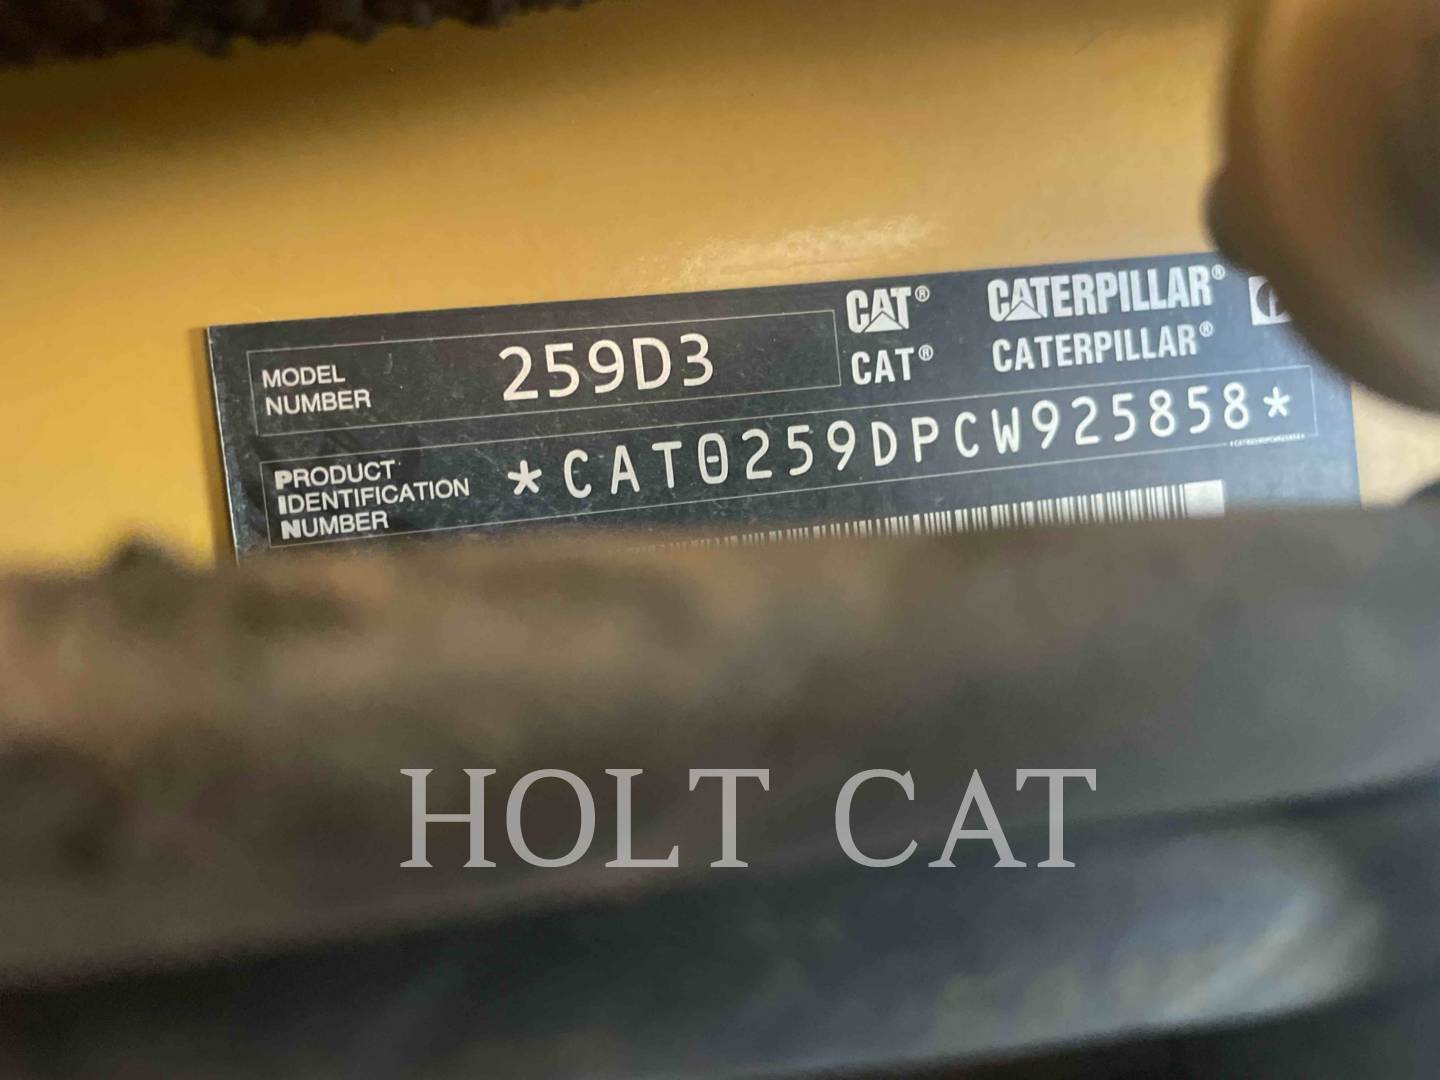 MODEL
NUMBER
259D3
CAT® CATERPILLAR®
CAT® CATERPILLAR®
PRODUCT
IDENTIFICATION
NUMBER
*CAT0259DPCW925858*
HOLT CAT